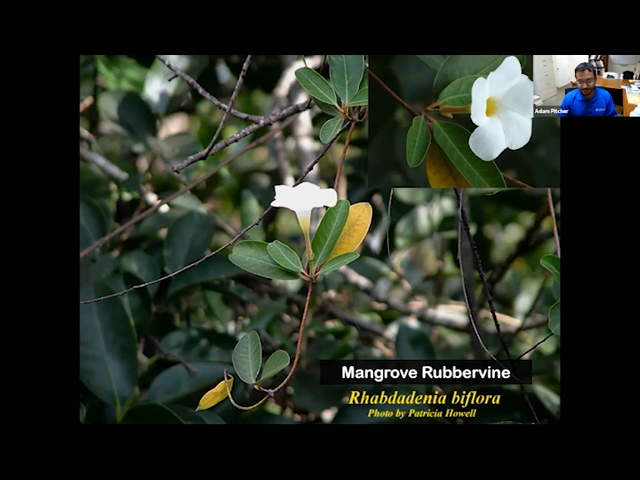 Adam Pitcher
Mangrove Rubbervine
Rhabdadenia biflora
Photo by Patricia Howell